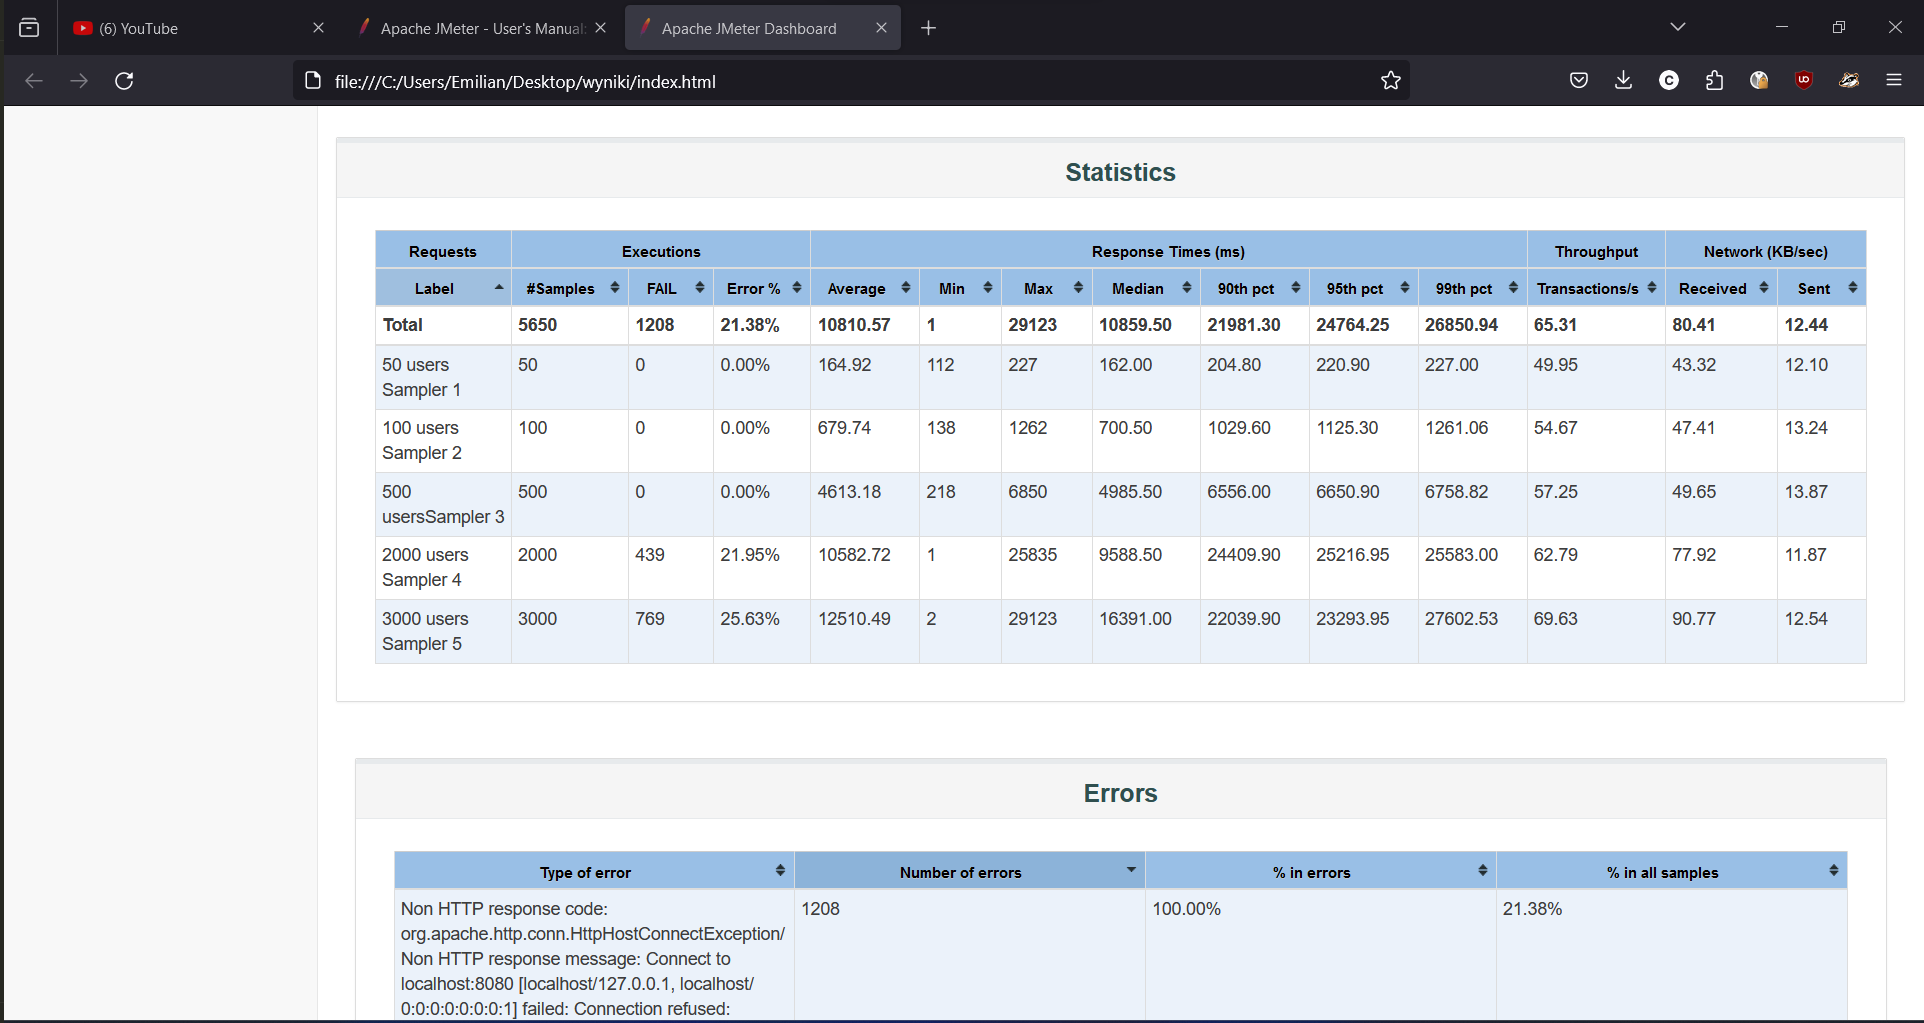 (6) YouTube
Apache JMeter - User's Manual:
Apache JMeter Dashboard
file:///C:/Users/Emilian/Desktop/wyniki/index.html
Statistics
Requests Executions Response Times (ms) Throughput Network (KB/sec)
Label #Samples FAIL Error % Average Min Max Median 90th pct 95th pct 99th pct Transactions/s Received Sent
Total 5650 1208 21.38% 10810.57 1 29123 10859.50 21981.30 24764.25 26850.94 65.31 80.41 12.44
50 users 50 0 0.00% 164.92 112 227 162.00 204.80 220.90 227.00 49.95 43.32 12.10
Sampler 1
100 users 100 0 0.00% 679.74 138 1262 700.50 1029.60 1125.30 1261.06 54.67 47.41 13.24
Sampler 2
500 500 0 0.00% 4613.18 218 6850 4985.50 6556.00 6650.90 6758.82 57.25 49.65 13.87
usersSampler 3
2000 users 2000 439 21.95% 10582.72 1 25835 9588.50 24409.90 25216.95 25583.00 62.79 77.92 11.87
Sampler 4
3000 users 3000 769 25.63% 12510.49 2 29123 16391.00 22039.90 23293.95 27602.53 69.63 90.77 12.54
Sampler 5
Errors
Type of error Number of errors % in errors % in all samples
Non HTTP response code: 1208 100.00% 21.38%
org.apache.http.conn.HttpHostConnectException/
Non HTTP response message: Connect to
localhost:8080 [localhost/127.0.0.1, localhost/
0:0:0:0:0:0:0:1] failed: Connection refused: